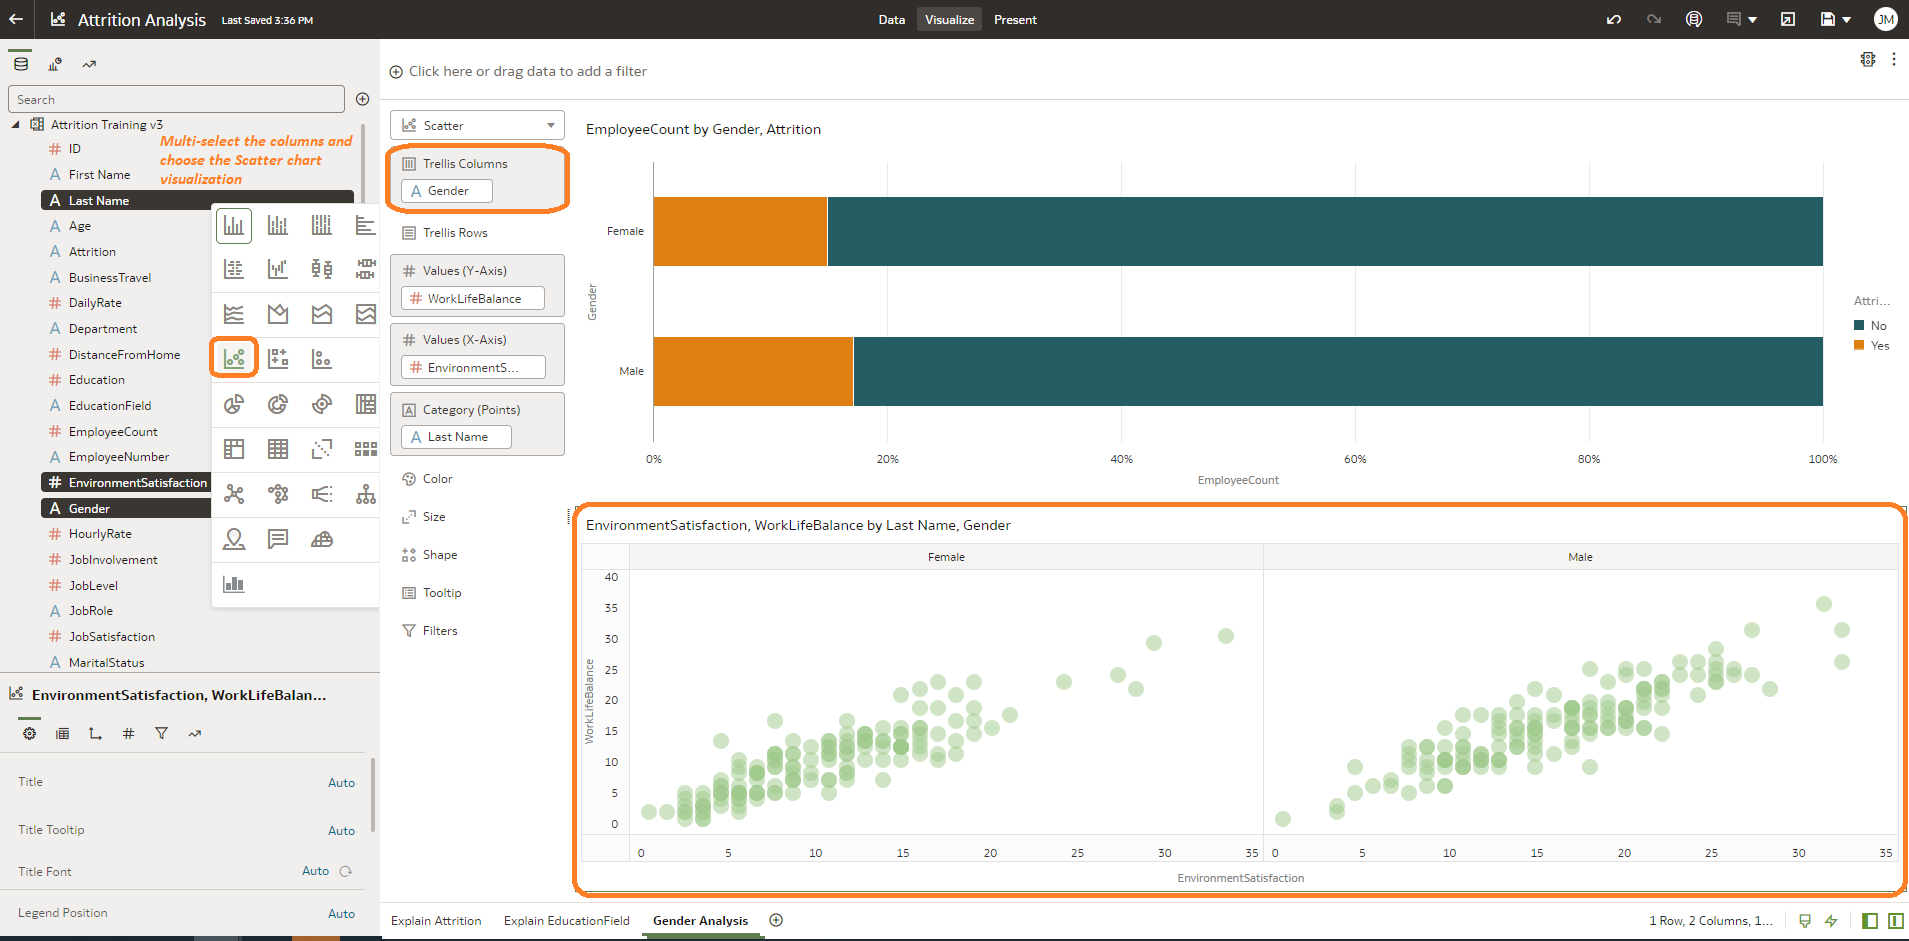 Attrition Analysis Last Saved 3:36 PM
Data Visualize Present
JM
Search
Attrition Training v3
Multi-select the columns and
choose the Scatter chart
visualization
# ID
A First Name
A Last Name
A Age
A Attrition
A BusinessTravel
# DailyRate
A Department
# DistanceFromHome
# Education
A EducationField
# EmployeeCount
A EmployeeNumber
# EnvironmentSatisfaction
A Gender
# HourlyRate
# JobInvolvement
# JobLevel
A JobRole
# JobSatisfaction
A MaritalStatus
EnvironmentSatisfaction, WorkLifeBalan...
#
Title Auto
Title Tooltip Auto
Title Font Auto
Legend Position Auto
Click here or drag data to add a filter
Scatter
Trellis Columns
A Gender
Trellis Rows
# Values (Y-Axis)
# WorkLifeBalance
# Values (X-Axis)
# EnvironmentS...
A Category (Points)
A Last Name
Color
Size
Shape
Tooltip
Filters
EmployeeCount by Gender, Attrition
Gender
Female
Male
0% 20% 40% 60% 80% 100%
EmployeeCount
Attri...
No
Yes
EnvironmentSatisfaction, WorkLifeBalance by Last Name, Gender
Female Male
WorkLifeBalance
40
35
30
25
20
15
10
5
0
0 5 10 15 20 25 30 35 0 5 10 15 20 25 30 35
EnvironmentSatisfaction
Explain Attrition Explain EducationField Gender Analysis
1 Row, 2 Columns, 1...